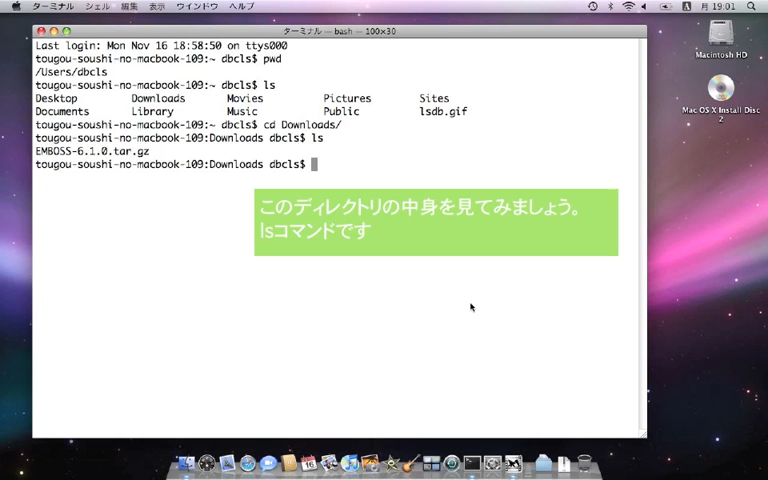 ターミナル シェル 編集 表示 ウインドウ ヘルプ
月 19:01
ターミナル — bash — 100×30
Last login: Mon Nov 16 18:58:50 on ttys000
tougou-soushi-no-macbook-109:~ dbcls$ pwd
/Users/dbcls
tougou-soushi-no-macbook-109:~ dbcls$ ls
Desktop Downloads Movies Pictures Sites
Documents Library Music Public lsdb.gif
tougou-soushi-no-macbook-109:~ dbcls$ cd Downloads/
tougou-soushi-no-macbook-109:Downloads dbcls$ ls
EMBOSS-6.1.0.tar.gz
tougou-soushi-no-macbook-109:Downloads dbcls$
このディレクトリの中身を見てみましょう。
lsコマンドです
Macintosh HD
Mac OS X Install Disc
2
16